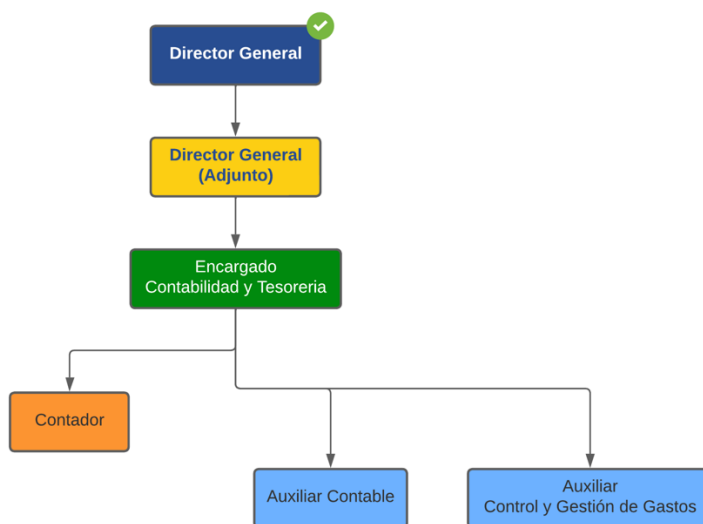 Director General
Director General
(Adjunto)
Encargado
Contabilidad y Tesoreria
Contador
Auxiliar Contable
Auxiliar
Control y Gestión de Gastos